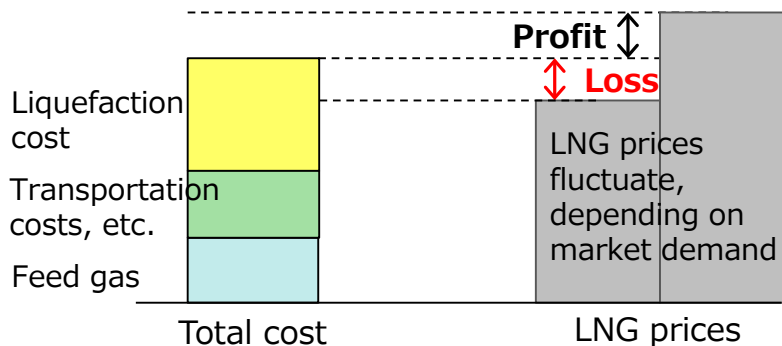 Profit
Loss
Liquefaction
cost
Transportation
costs, etc.
Feed gas
LNG prices
fluctuate,
depending on
market demand
Total cost
LNG prices